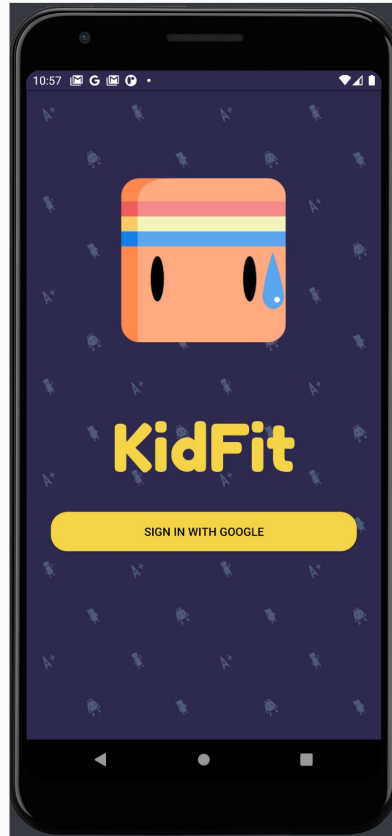 10:57 M G M P
A+ A+
A+
A+
A+
KidFit
A+ A+
SIGN IN WITH GOOGLE
A+ A+
A+ A+